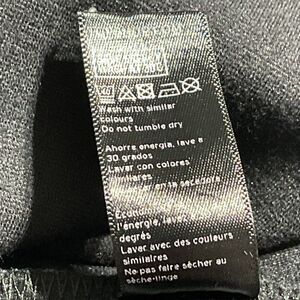 Wash with similar
colours
Do not tumble dry
Ahorre energía, lave a
30 grados
Lavar con colores
similares
l'énergie, lavez
degrés
Laver avec des couleurs
similaires
Ne pas faire sécher au
sèche-linge